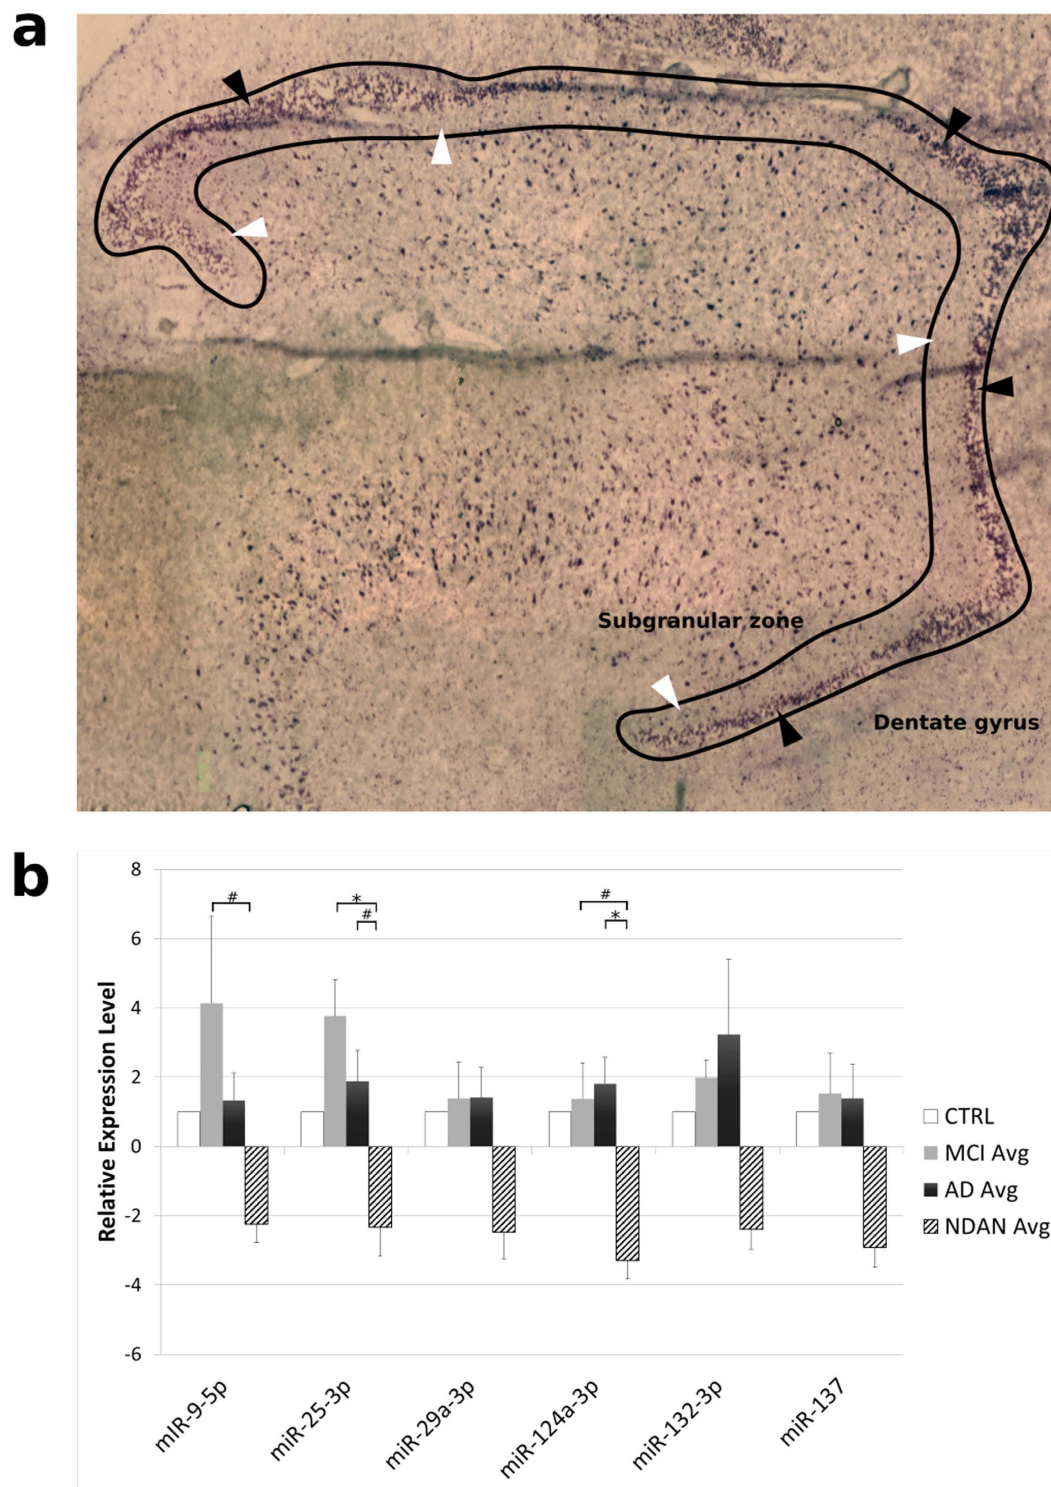 a
Subgranular zone
Dentate gyrus
b
8
6
4
2
0
-2
-4
-6
Relative Expression Level
#
*
#
#
*
mIR-9-5p
miR-25-3p
miR-29a-3p
miR-124a-3p
miR-132-3p
miR-137
CTRL
MCI Avg
AD Avg
NDAN Avg